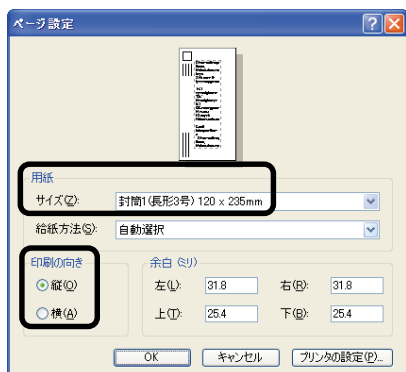 ページ設定
用紙
サイズ(Z): 封筒1(長形3号) 120 x 235mm
給紙方法(S): 自動選択
印刷の向き
縦(O)
横(A)
余白(ミリ)
左(L): 31.8 右(R): 31.8
上(T): 25.4 下(B): 25.4
OK キャンセル プリンタの設定(P)...